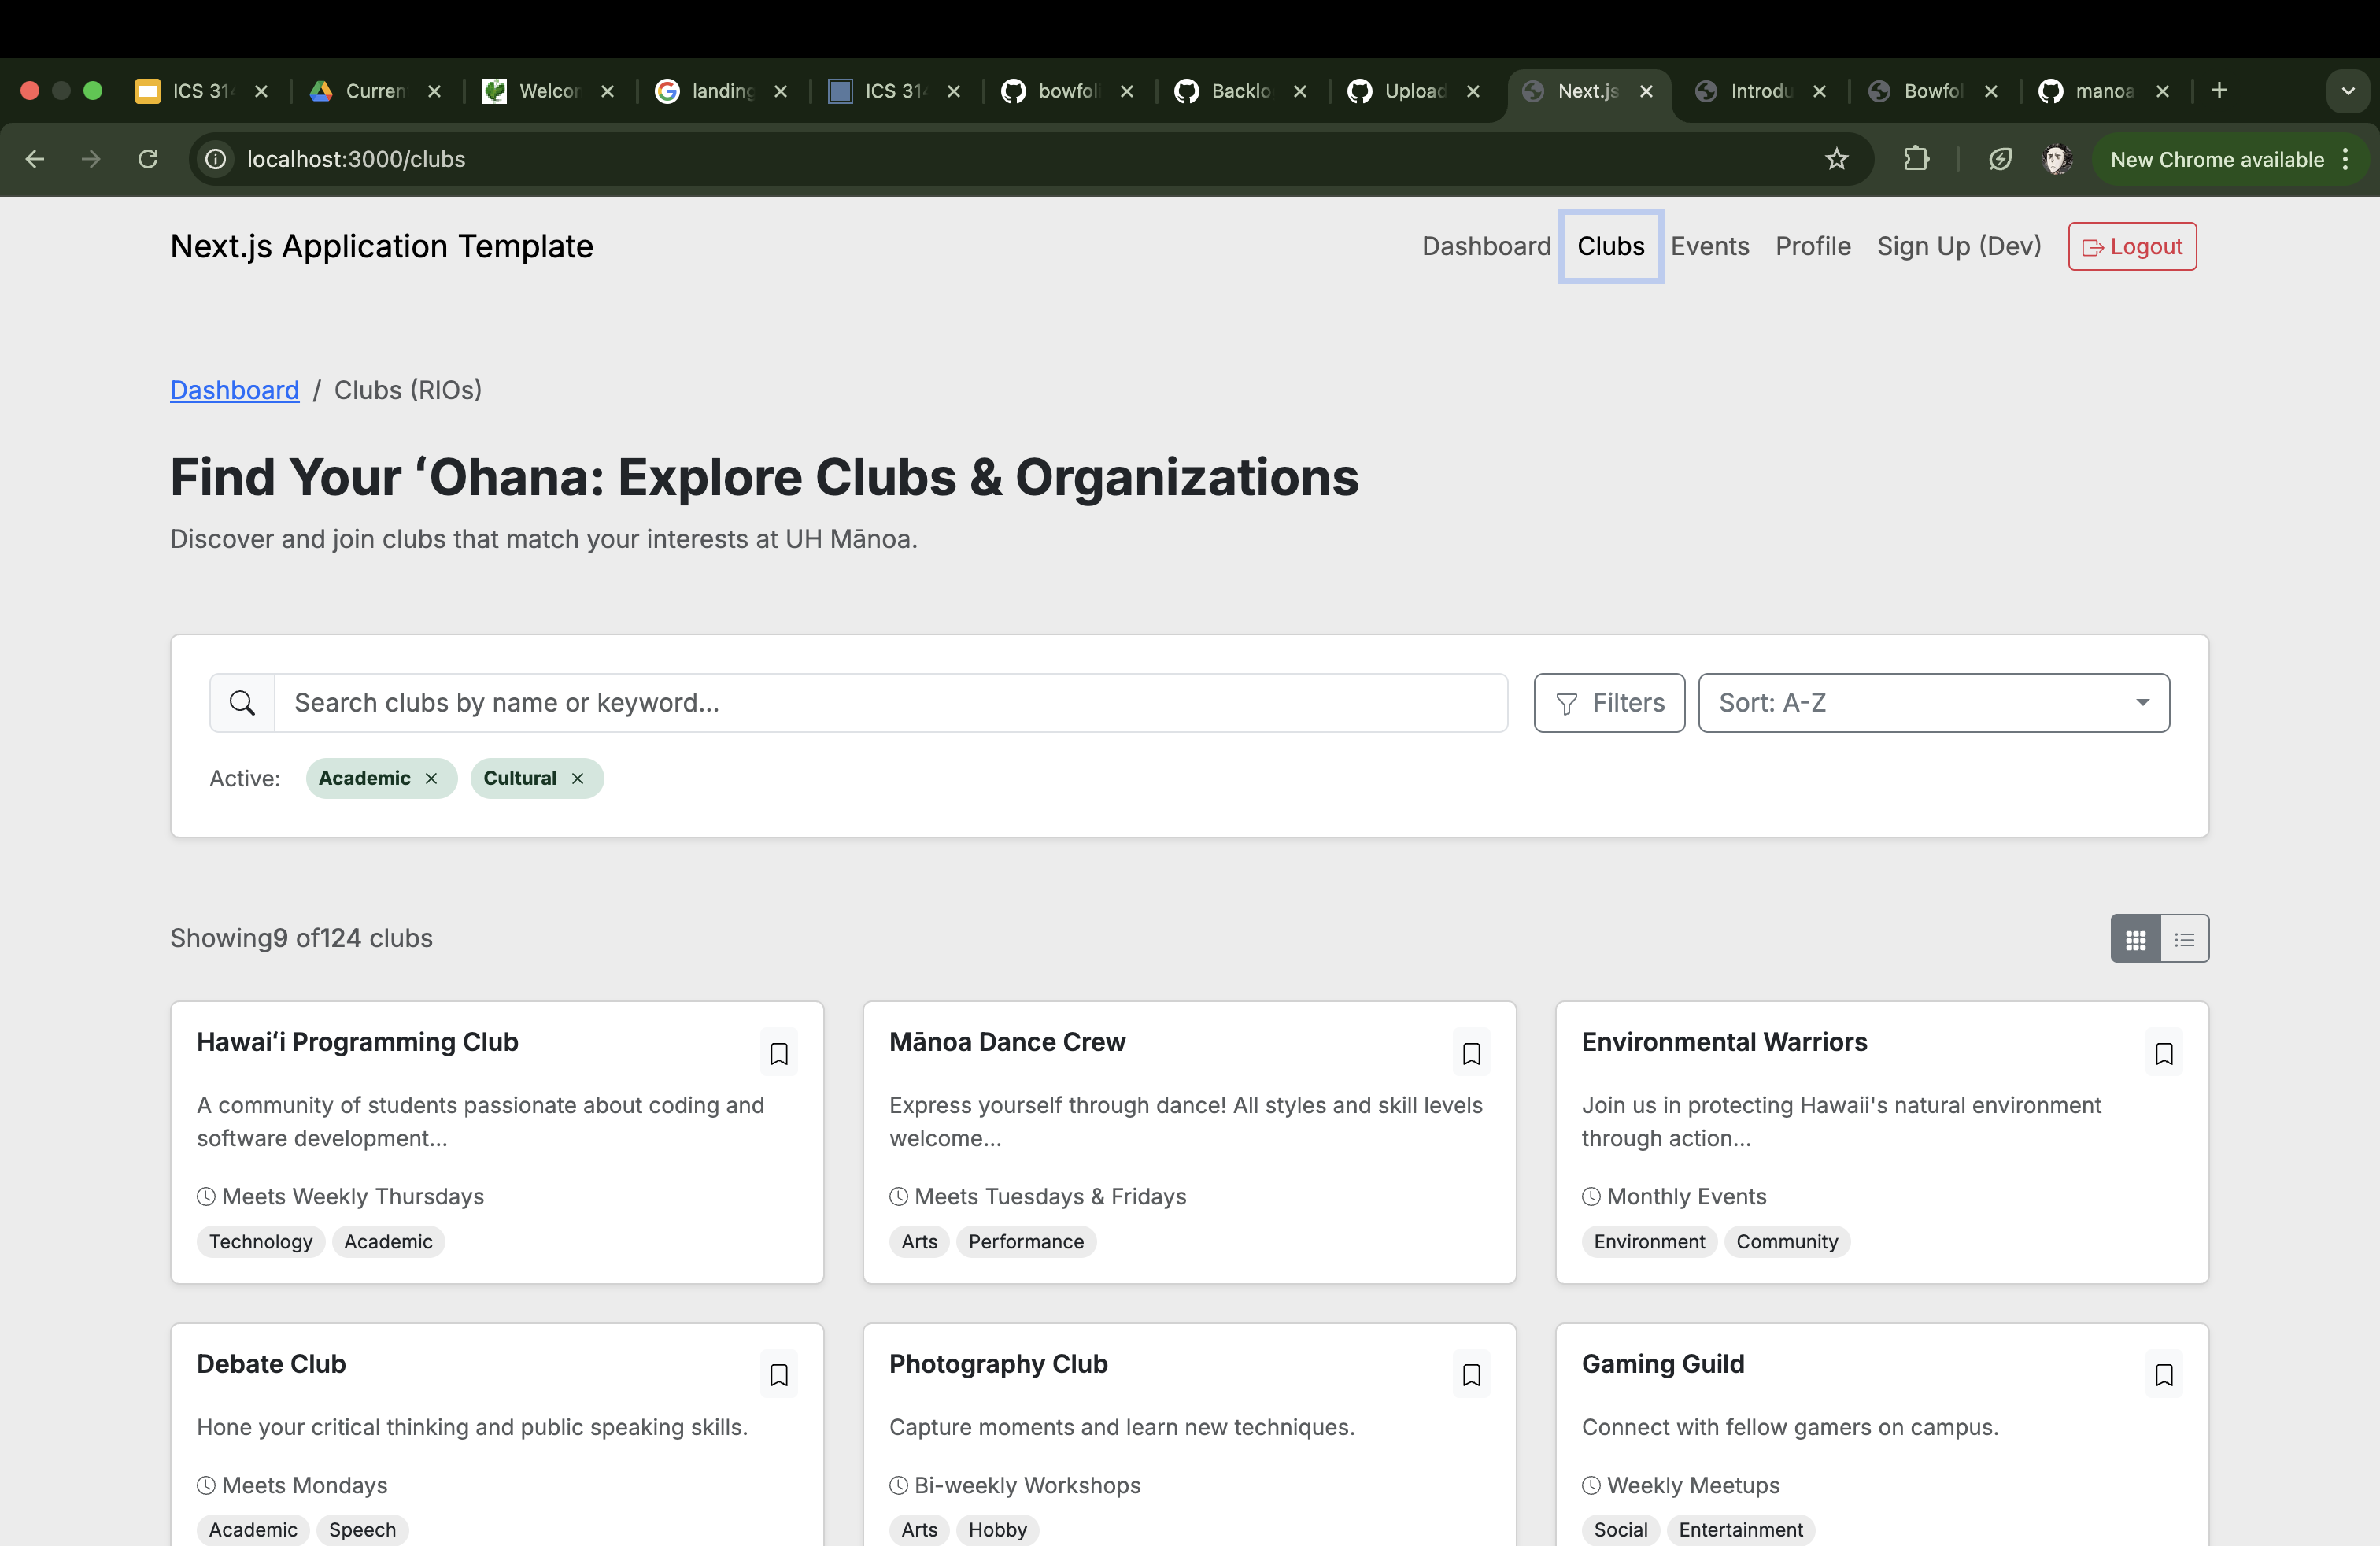 ICS 314
Curren
Welcom
landing
ICS 314
bowfoli
Backlo
Upload
Next.js
Introdu
Bowfol
manoa
localhost:3000/clubs
New Chrome available
Next.js Application Template
Dashboard
Clubs
Events
Profile
Sign Up (Dev)
Logout
Dashboard / Clubs (RIOs)
Find Your ʻOhana: Explore Clubs & Organizations
Discover and join clubs that match your interests at UH Mānoa.
Search clubs by name or keyword...
Filters
Sort: A-Z
Active:
Academic
Cultural
Showing9 of124 clubs
Hawaiʻi Programming Club
A community of students passionate about coding and
software development...
Meets Weekly Thursdays
Technology
Academic
Mānoa Dance Crew
Express yourself through dance! All styles and skill levels
welcome...
Meets Tuesdays & Fridays
Arts
Performance
Environmental Warriors
Join us in protecting Hawaii's natural environment
through action...
Monthly Events
Environment
Community
Debate Club
Hone your critical thinking and public speaking skills.
Meets Mondays
Academic
Speech
Photography Club
Capture moments and learn new techniques.
Bi-weekly Workshops
Arts
Hobby
Gaming Guild
Connect with fellow gamers on campus.
Weekly Meetups
Social
Entertainment